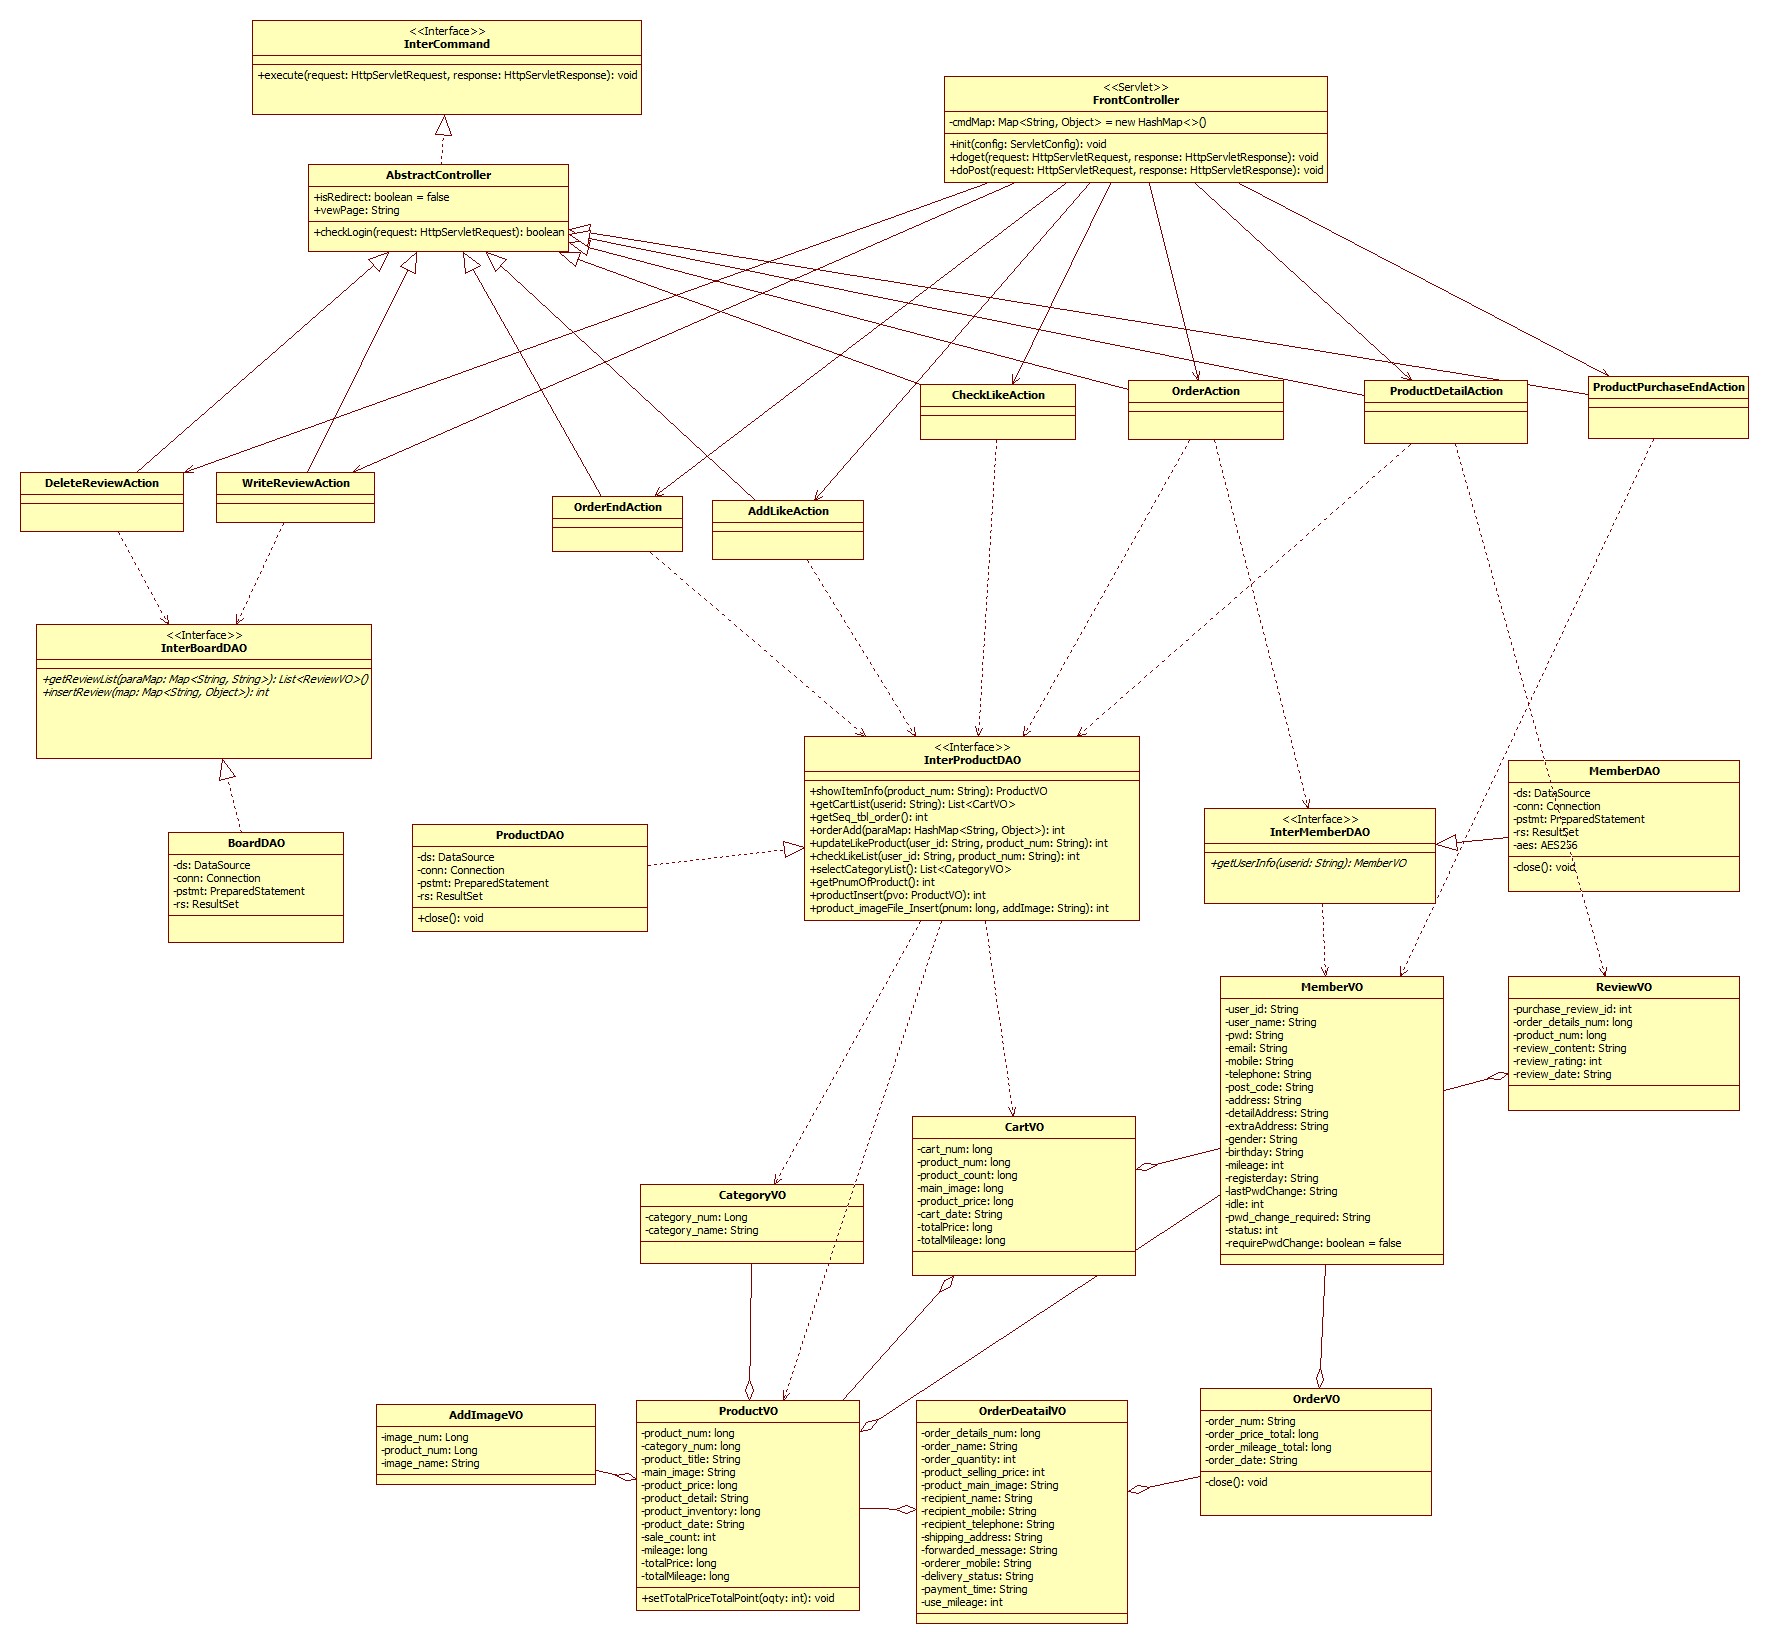 <<Interface>>
InterCommand
+execute(request: HttpServletRequest, response: HttpServletResponse): void
<<Servlet>>
FrontController
-cmdMap: Map<String, Object> = new HashMap<>()
+init(config: ServletConfig): void
+doget(request: HttpServletRequest, response: HttpServletResponse): void
+doPost(request: HttpServletRequest, response: HttpServletResponse): void
AbstractController
+isRedirect: boolean = false
+vewPage: String
+checkLogin(request: HttpServletRequest): boolean
CheckLikeAction
OrderAction
ProductDetailAction
ProductPurchaseEndAction
DeleteReviewAction
WriteReviewAction
OrderEndAction
AddLikeAction
<<Interface>>
InterBoardDAO
+getReviewList(paraMap: Map<String, String>): List<ReviewVO>()
+insertReview(map: Map<String, Object>): int
<<Interface>>
InterProductDAO
+showItemInfo(product_num: String): ProductVO
+getCartList(userid: String): List<CartVO>
+getSeq_tbl_order(): int
+orderAdd(paraMap: HashMap<String, Object>): int
+updateLikeProduct(user_id: String, product_num: String): int
+checkLikeList(user_id: String, product_num: String): int
+selectCategoryList(): List<CategoryVO>
+getPnumOfProduct(): int
+productInsert(pvo: ProductVO): int
+product_imageFile_Insert(pnum: long, addImage: String): int
MemberDAO
-ds: DataSource
-conn: Connection
-pstmt: PreparedStatement
-rs: ResultSet
-aes: AES256
-close(): void
<<Interface>>
InterMemberDAO
+getUserInfo(userid: String): MemberVO
BoardDAO
-ds: DataSource
-conn: Connection
-pstmt: PreparedStatement
-rs: ResultSet
ProductDAO
-ds: DataSource
-conn: Connection
-pstmt: PreparedStatement
-rs: ResultSet
+close(): void
MemberVO
-user_id: String
-user_name: String
-pwd: String
-email: String
-mobile: String
-telephone: String
-post_code: String
-address: String
-detailAddress: String
-extraAddress: String
-gender: String
-birthday: String
-mileage: int
-registerday: String
-lastPwdChange: String
-idle: int
-pwd_change_required: String
-status: int
-requirePwdChange: boolean = false
ReviewVO
-purchase_review_id: int
-order_details_num: long
-product_num: long
-review_content: String
-review_rating: int
-review_date: String
CartVO
-cart_num: long
-product_num: long
-product_count: long
-main_image: long
-product_price: long
-cart_date: String
-totalPrice: long
-totalMileage: long
CategoryVO
-category_num: Long
-category_name: String
AddImageVO
-image_num: Long
-product_num: Long
-image_name: String
ProductVO
-product_num: long
-category_num: long
-product_title: String
-main_image: String
-product_price: long
-product_detail: String
-product_inventory: long
-product_date: String
-sale_count: int
-mileage: long
-totalPrice: long
-totalMileage: long
+setTotalPriceTotalPoint(oqty: int): void
OrderDeatailVO
-order_details_num: long
-order_name: String
-order_quantity: int
-product_selling_price: int
-product_main_image: String
-recipient_name: String
-recipient_mobile: String
-recipient_telephone: String
-shipping_address: String
-forwarded_message: String
-orderer_mobile: String
-delivery_status: String
-payment_time: String
-use_mileage: int
OrderVO
-order_num: String
-order_price_total: long
-order_mileage_total: long
-order_date: String
-close(): void